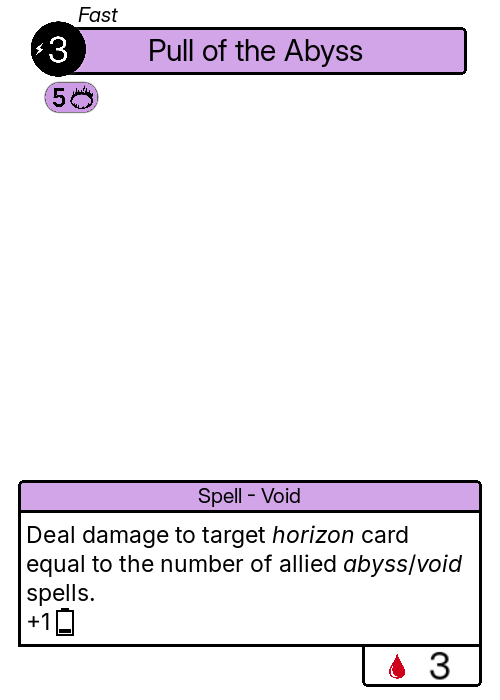 Fast
3 Pull of the Abyss
5
Spell - Void
Deal damage to target horizon card
equal to the number of allied abyss/void
spells.
+1
3